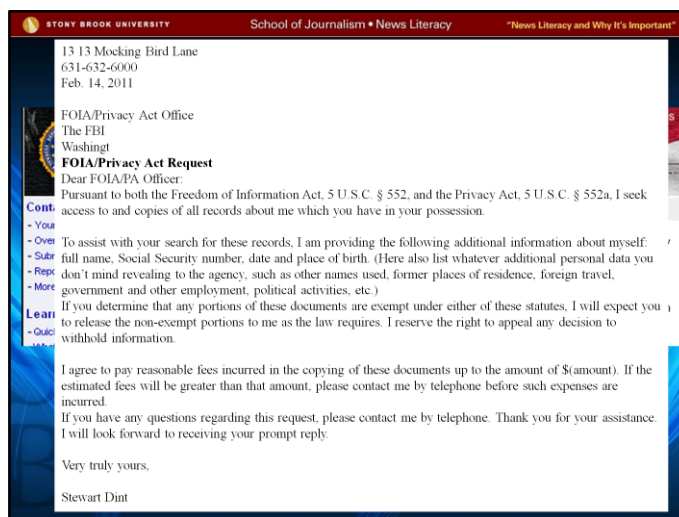 STONY BROOK UNIVERSITY School of Journalism • News Literacy "News Literacy and Why It's Important"
13 13 Mocking Bird Lane
631-632-6000
Feb. 14, 2011
FOIA/Privacy Act Office
The FBI
Washingt
FOIA/Privacy Act Request
Dear FOIA/PA Officer:
Pursuant to both the Freedom of Information Act, 5 U.S.C. § 552, and the Privacy Act, 5 U.S.C. § 552a, I seek
access to and copies of all records about me which you have in your possession.
To assist with your search for these records, I am providing the following additional information about myself:
full name, Social Security number, date and place of birth. (Here also list whatever additional personal data you
don't mind revealing to the agency, such as other names used, former places of residence, foreign travel,
government and other employment, political activities, etc.)
If you determine that any portions of these documents are exempt under either of these statutes, I will expect you
to release the non-exempt portions to me as the law requires. I reserve the right to appeal any decision to
withhold information.
I agree to pay reasonable fees incurred in the copying of these documents up to the amount of $(amount). If the
estimated fees will be greater than that amount, please contact me by telephone before such expenses are
incurred.
If you have any questions regarding this request, please contact me by telephone. Thank you for your assistance.
I will look forward to receiving your prompt reply.
Very truly yours,
Stewart Dint